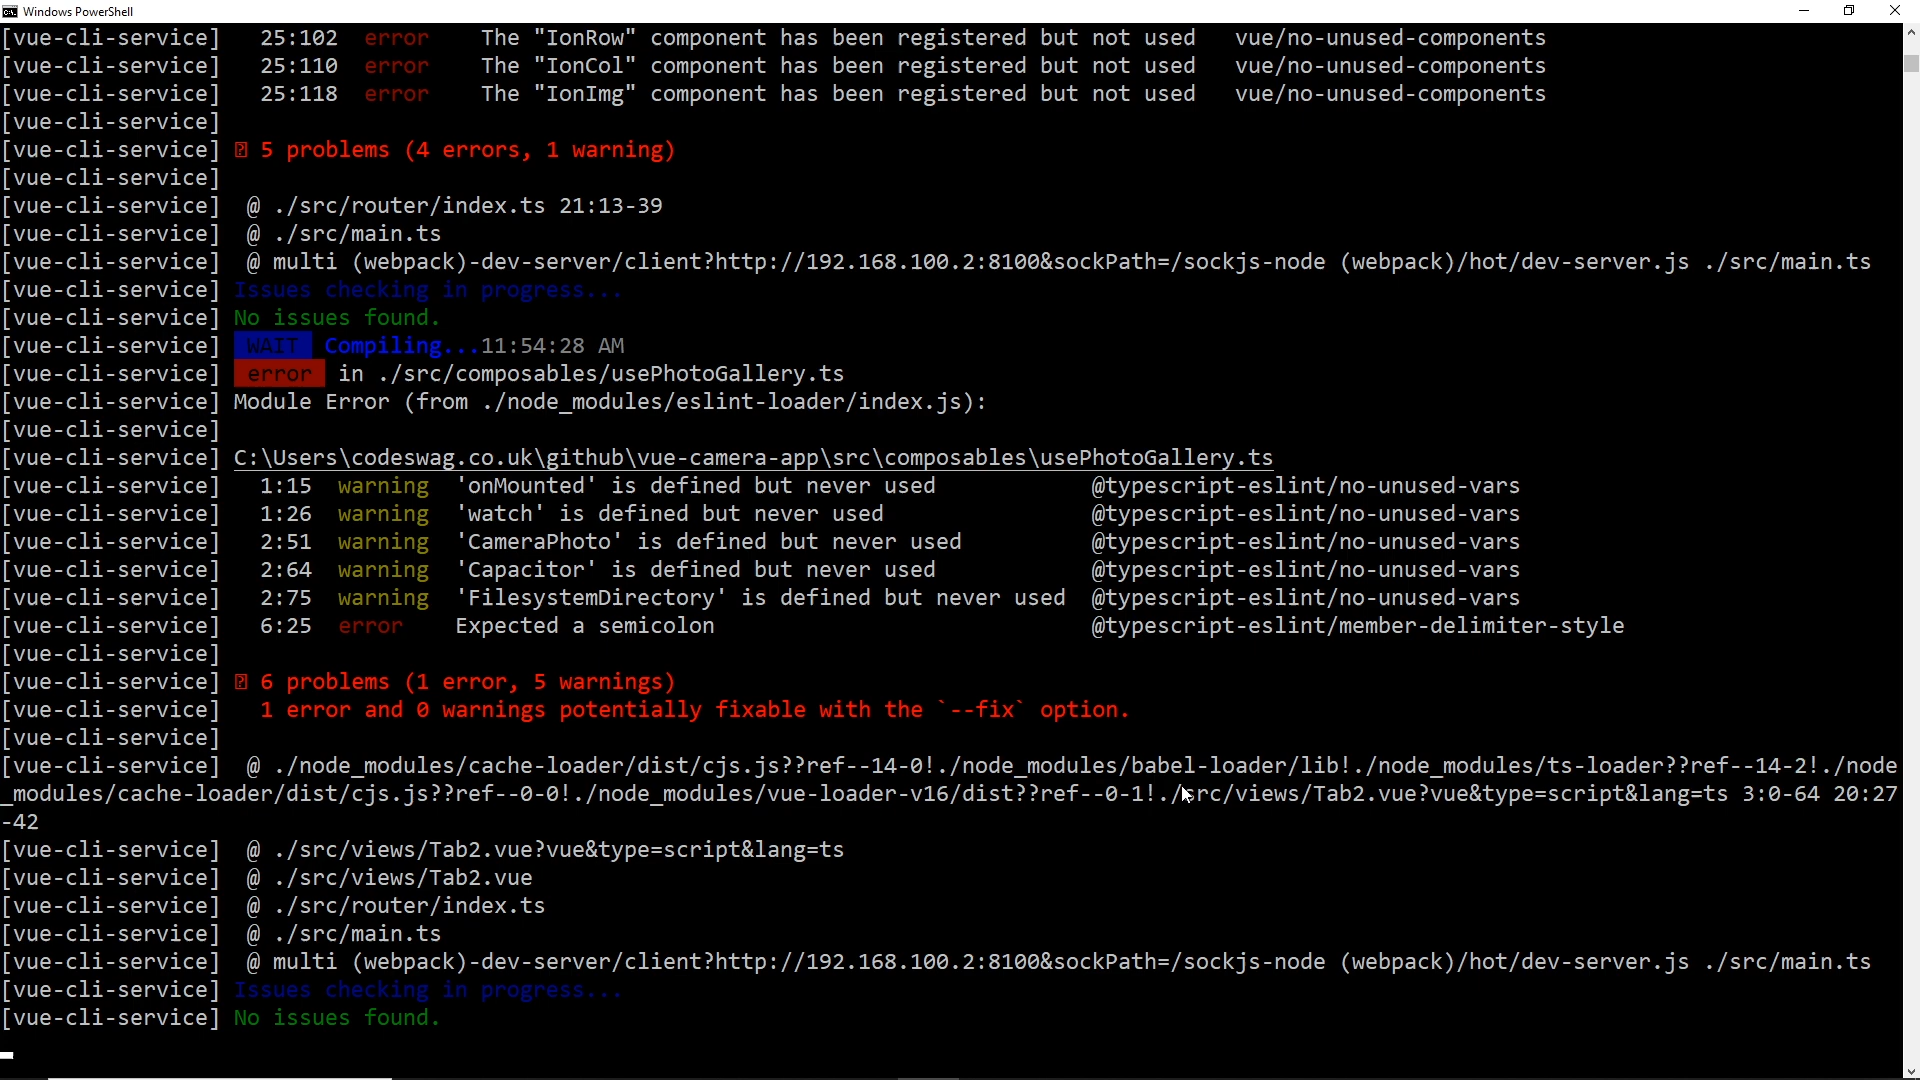 Windows PowerShell
[vue-cli-service]   25:102  error    The "IonRow" component has been registered but not used   vue/no-unused-components
[vue-cli-service]   25:110  error    The "IonCol" component has been registered but not used   vue/no-unused-components
[vue-cli-service]   25:118  error    The "IonImg" component has been registered but not used   vue/no-unused-components
[vue-cli-service]
[vue-cli-service] 5 problems (4 errors, 1 warning)
[vue-cli-service]
[vue-cli-service]  @ ./src/router/index.ts 21:13-39
[vue-cli-service]  @ ./src/main.ts
[vue-cli-service]  @ multi (webpack)-dev-server/client?http://192.168.100.2:8100&sockPath=/sockjs-node (webpack)/hot/dev-server.js ./src/main.ts
[vue-cli-service] Issues checking in progress...
[vue-cli-service] No issues found.
[vue-cli-service]  WAIT  Compiling...11:54:28 AM
[vue-cli-service]  error  in ./src/composables/usePhotoGallery.ts
[vue-cli-service] Module Error (from ./node_modules/eslint-loader/index.js):
[vue-cli-service]
[vue-cli-service] C:\Users\codeswag.co.uk\github\vue-camera-app\src\composables\usePhotoGallery.ts
[vue-cli-service]   1:15  warning  'onMounted' is defined but never used            @typescript-eslint/no-unused-vars
[vue-cli-service]   1:26  warning  'watch' is defined but never used                @typescript-eslint/no-unused-vars
[vue-cli-service]   2:51  warning  'CameraPhoto' is defined but never used          @typescript-eslint/no-unused-vars
[vue-cli-service]   2:64  warning  'Capacitor' is defined but never used            @typescript-eslint/no-unused-vars
[vue-cli-service]   2:75  warning  'FilesystemDirectory' is defined but never used  @typescript-eslint/no-unused-vars
[vue-cli-service]   6:25  error    Expected a semicolon                             @typescript-eslint/member-delimiter-style
[vue-cli-service]
[vue-cli-service] 6 problems (1 error, 5 warnings)
[vue-cli-service]   1 error and 0 warnings potentially fixable with the `--fix` option.
[vue-cli-service]
[vue-cli-service]  @ ./node_modules/cache-loader/dist/cjs.js??ref--14-0!./node_modules/babel-loader/lib!./node_modules/ts-loader??ref--14-2!./node
_modules/cache-loader/dist/cjs.js??ref--0-0!./node_modules/vue-loader-v16/dist??ref--0-1!./src/views/Tab2.vue?vue&type=script&lang=ts 3:0-64 20:27
-42
[vue-cli-service]  @ ./src/views/Tab2.vue?vue&type=script&lang=ts
[vue-cli-service]  @ ./src/views/Tab2.vue
[vue-cli-service]  @ ./src/router/index.ts
[vue-cli-service]  @ ./src/main.ts
[vue-cli-service]  @ multi (webpack)-dev-server/client?http://192.168.100.2:8100&sockPath=/sockjs-node (webpack)/hot/dev-server.js ./src/main.ts
[vue-cli-service] Issues checking in progress...
[vue-cli-service] No issues found.